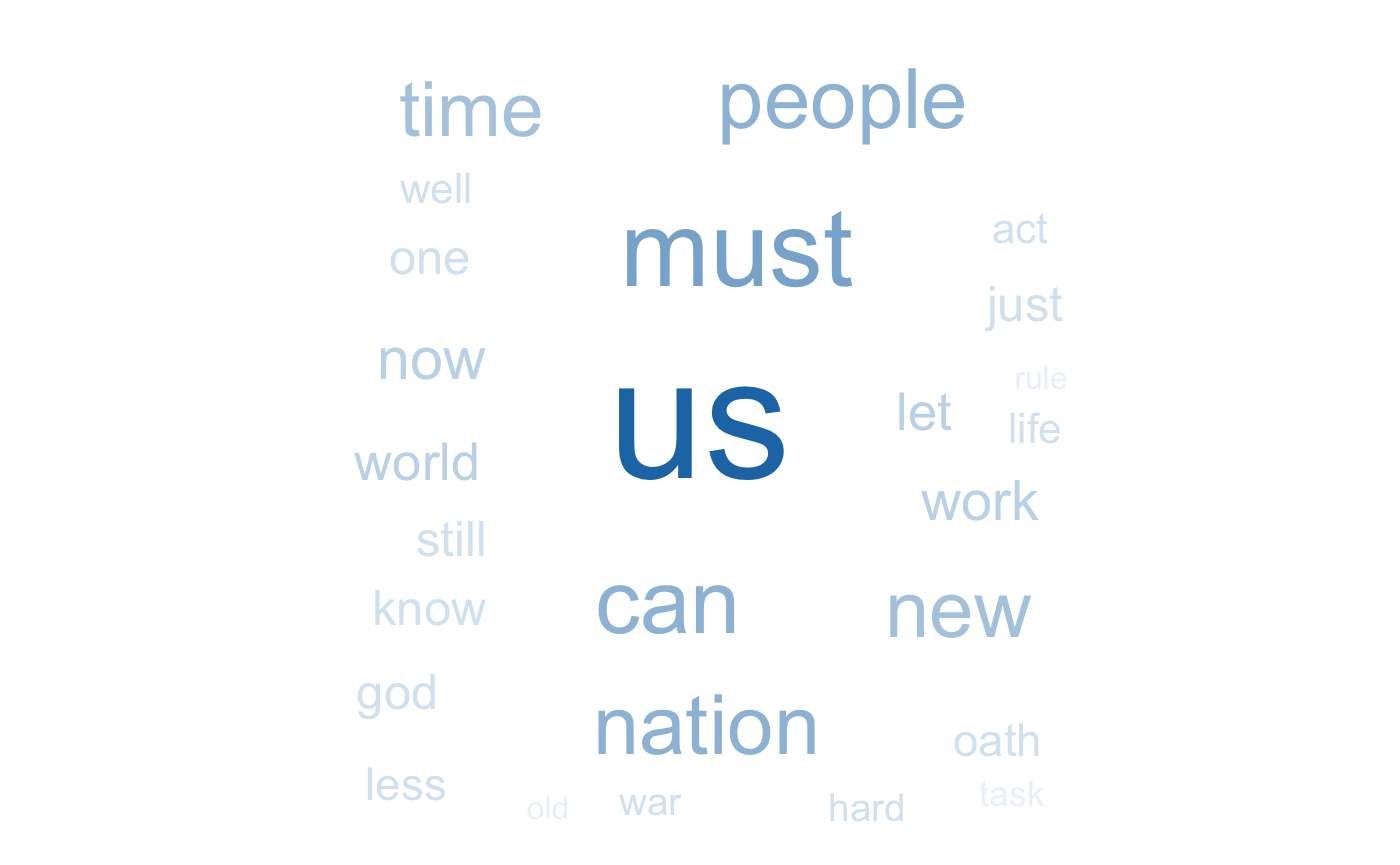 time people
well
must
act
one
just
now
us
rule
let
life
world
work
still
can
new
know
god
nation
oath
less
task
old
war
hard